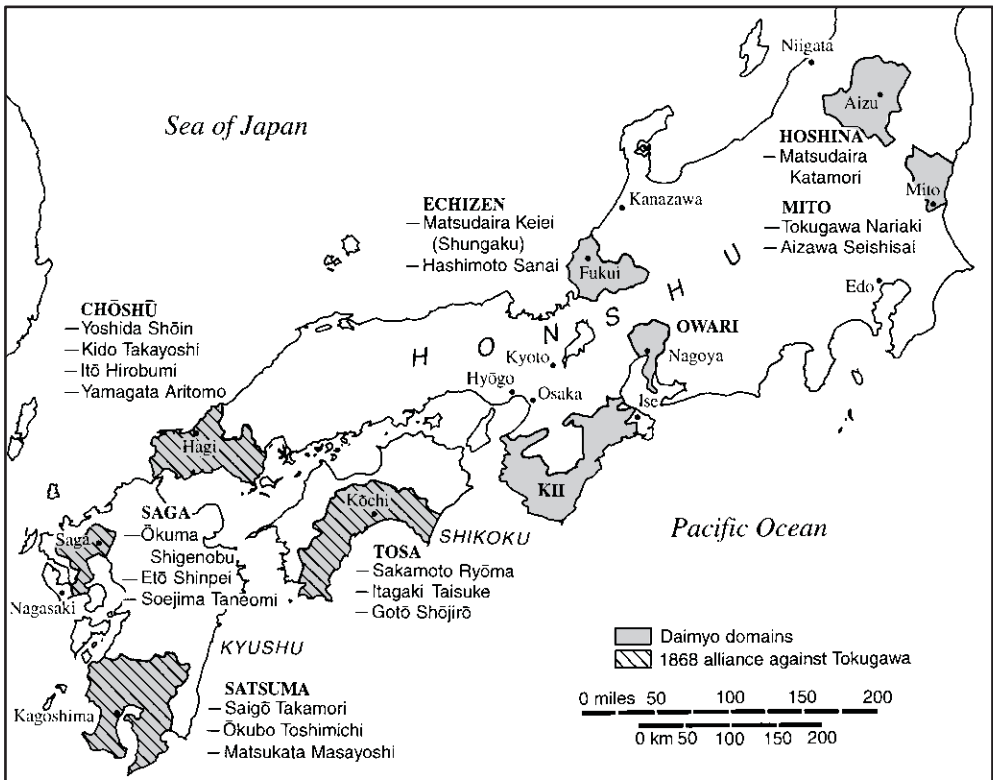 Niigata
Sea of Japan
Aizu
HOSHINA
– Matsudaira
Katamori
Mito
MITO
– Tokugawa Nariaki
– Aizawa Seishisai
Kanazawa
ECHIZEN
– Matsudaira Keiei
(Shungaku)
– Hashimoto Sanai
Fukui
Edo
CHŌSHŪ
– Yoshida Shōin
– Kido Takayoshi
– Itō Hirobumi
– Yamagata Aritomo
HONSHU
OWARI
Nagoya
Kyoto
Hyōgo
Osaka
Ise
Hagi
KII
Pacific Ocean
Kōchi
SHIKOKU
SAGA
– Ōkuma
Shigenobu
– Etō Shinpei
– Soejima Taneomi
Saga
Nagasaki
TOSA
– Sakamoto Ryōma
– Itagaki Taisuke
– Gotō Shōjirō
KYUSHU
SATSUMA
– Saigō Takamori
– Ōkubo Toshimichi
– Matsukata Masayoshi
Kagoshima
Daimyo domains
1868 alliance against Tokugawa
0 miles 50 100 150 200
0 km 50 100 150 200